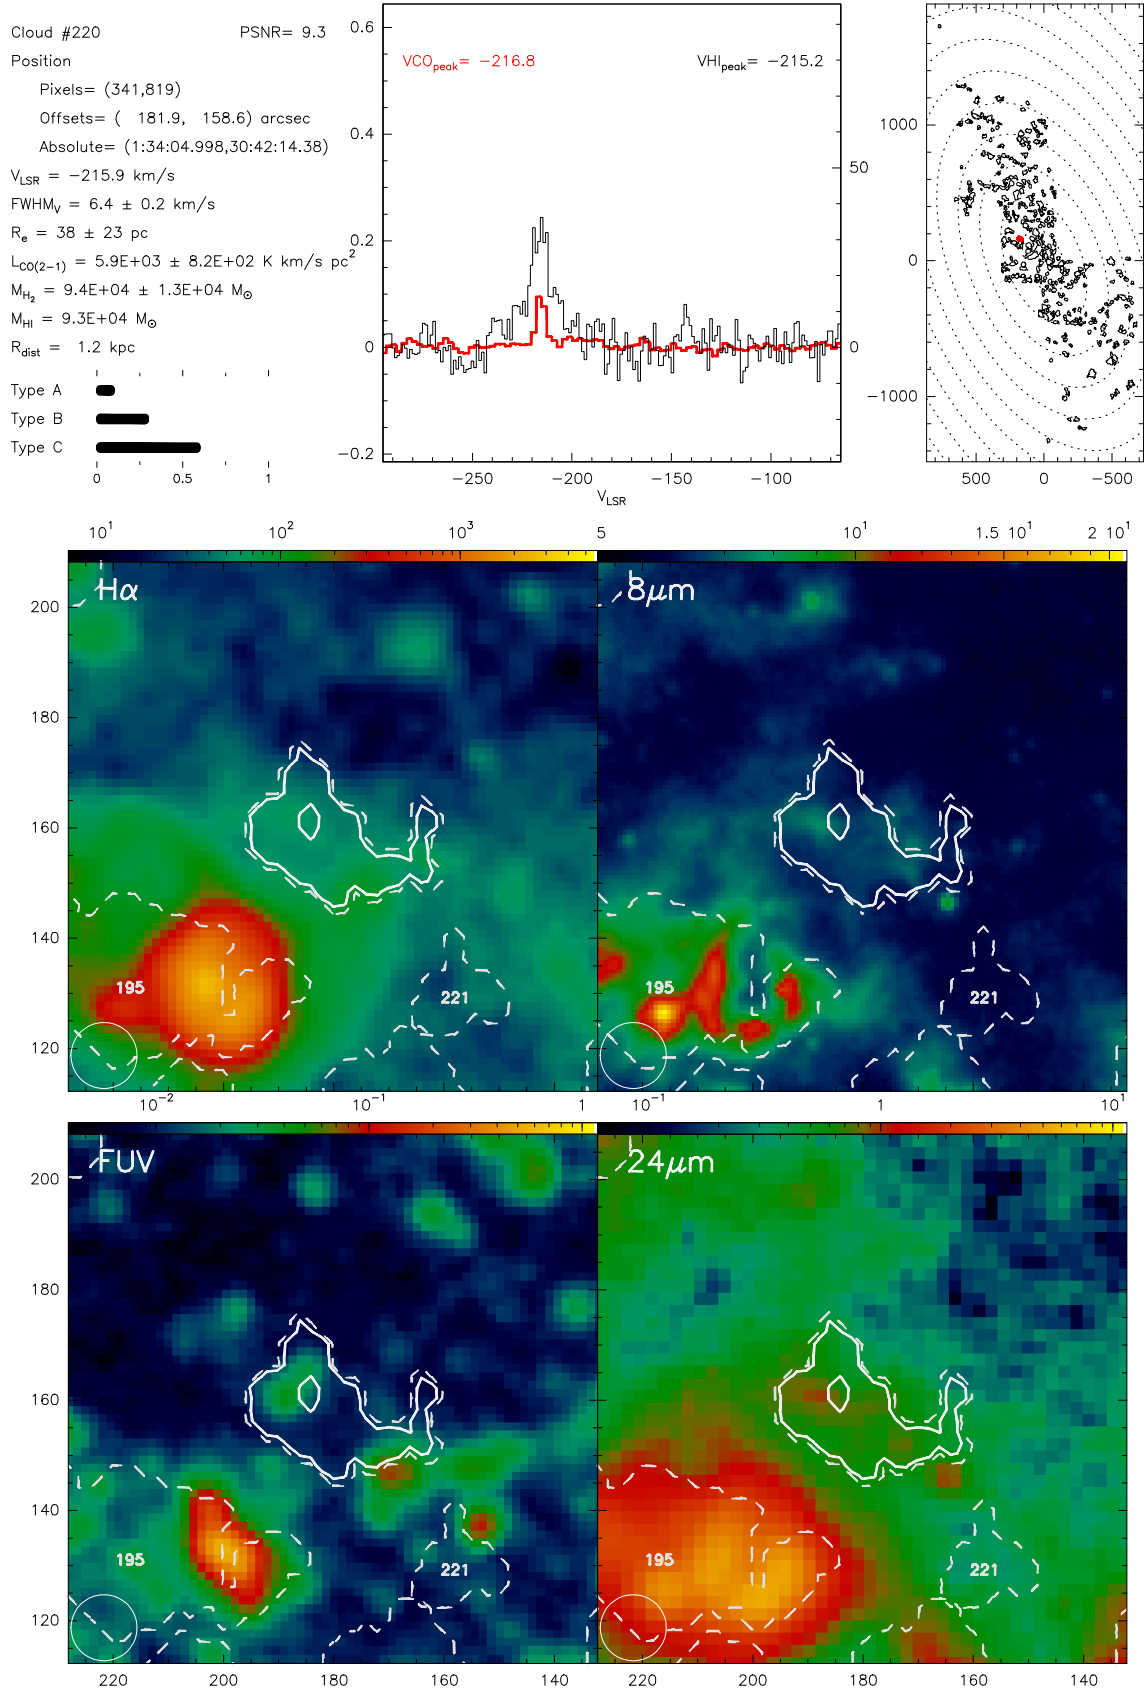 Cloud #220 PSNR= 9.3
Position
Pixels= (341,819)
Offsets= ( 181.9, 158.6) arcsec
Absolute= (1:34:04.998,30:42:14.38)
V_LSR = −215.9 km/s
FWHM_V = 6.4 ± 0.2 km/s
R_e = 38 ± 23 pc
L_CO(2−1) = 5.9E+03 ± 8.2E+02 K km/s pc²
M_H₂ = 9.4E+04 ± 1.3E+04 M_⊙
M_HI = 9.3E+04 M_⊙
R_dist = 1.2 kpc
Type A
Type B
Type C
0 0.5 1
VCO_peak= −216.8 VHI_peak= −215.2
0.6
0.4
0.2
0
−0.2
50
0
−250 −200 −150 −100
V_LSR
1000
0
−1000
500 0 −500
10¹ 10² 10³ 5 10¹ 1.5 10¹ 2 10¹
Hα 8μm
200
180
160
140
120
195 221 195 221
10⁻² 10⁻¹ 1 10⁻¹ 1 10¹
FUV 24μm
200
180
160
140
120
195 221 195 221
220 200 180 160 140 220 200 180 160 140